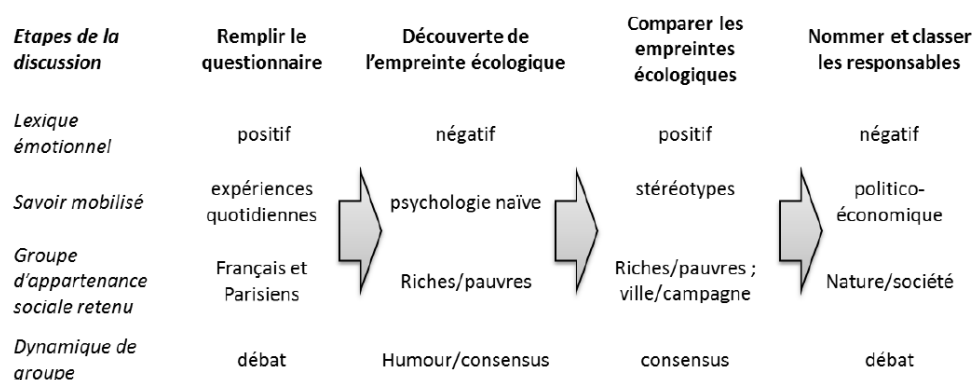 Etapes de la discussion
Remplir le questionnaire
Découverte de l'empreinte écologique
Comparer les empreintes écologiques
Nommer et classer les responsables
Lexique émotionnel
positif
négatif
positif
négatif
Savoir mobilisé
expériences quotidiennes
psychologie naïve
stéréotypes
politico-économique
Groupe d'appartenance sociale retenu
Français et Parisiens
Riches/pauvres
Riches/pauvres ; ville/campagne
Nature/société
Dynamique de groupe
débat
Humour/consensus
consensus
débat